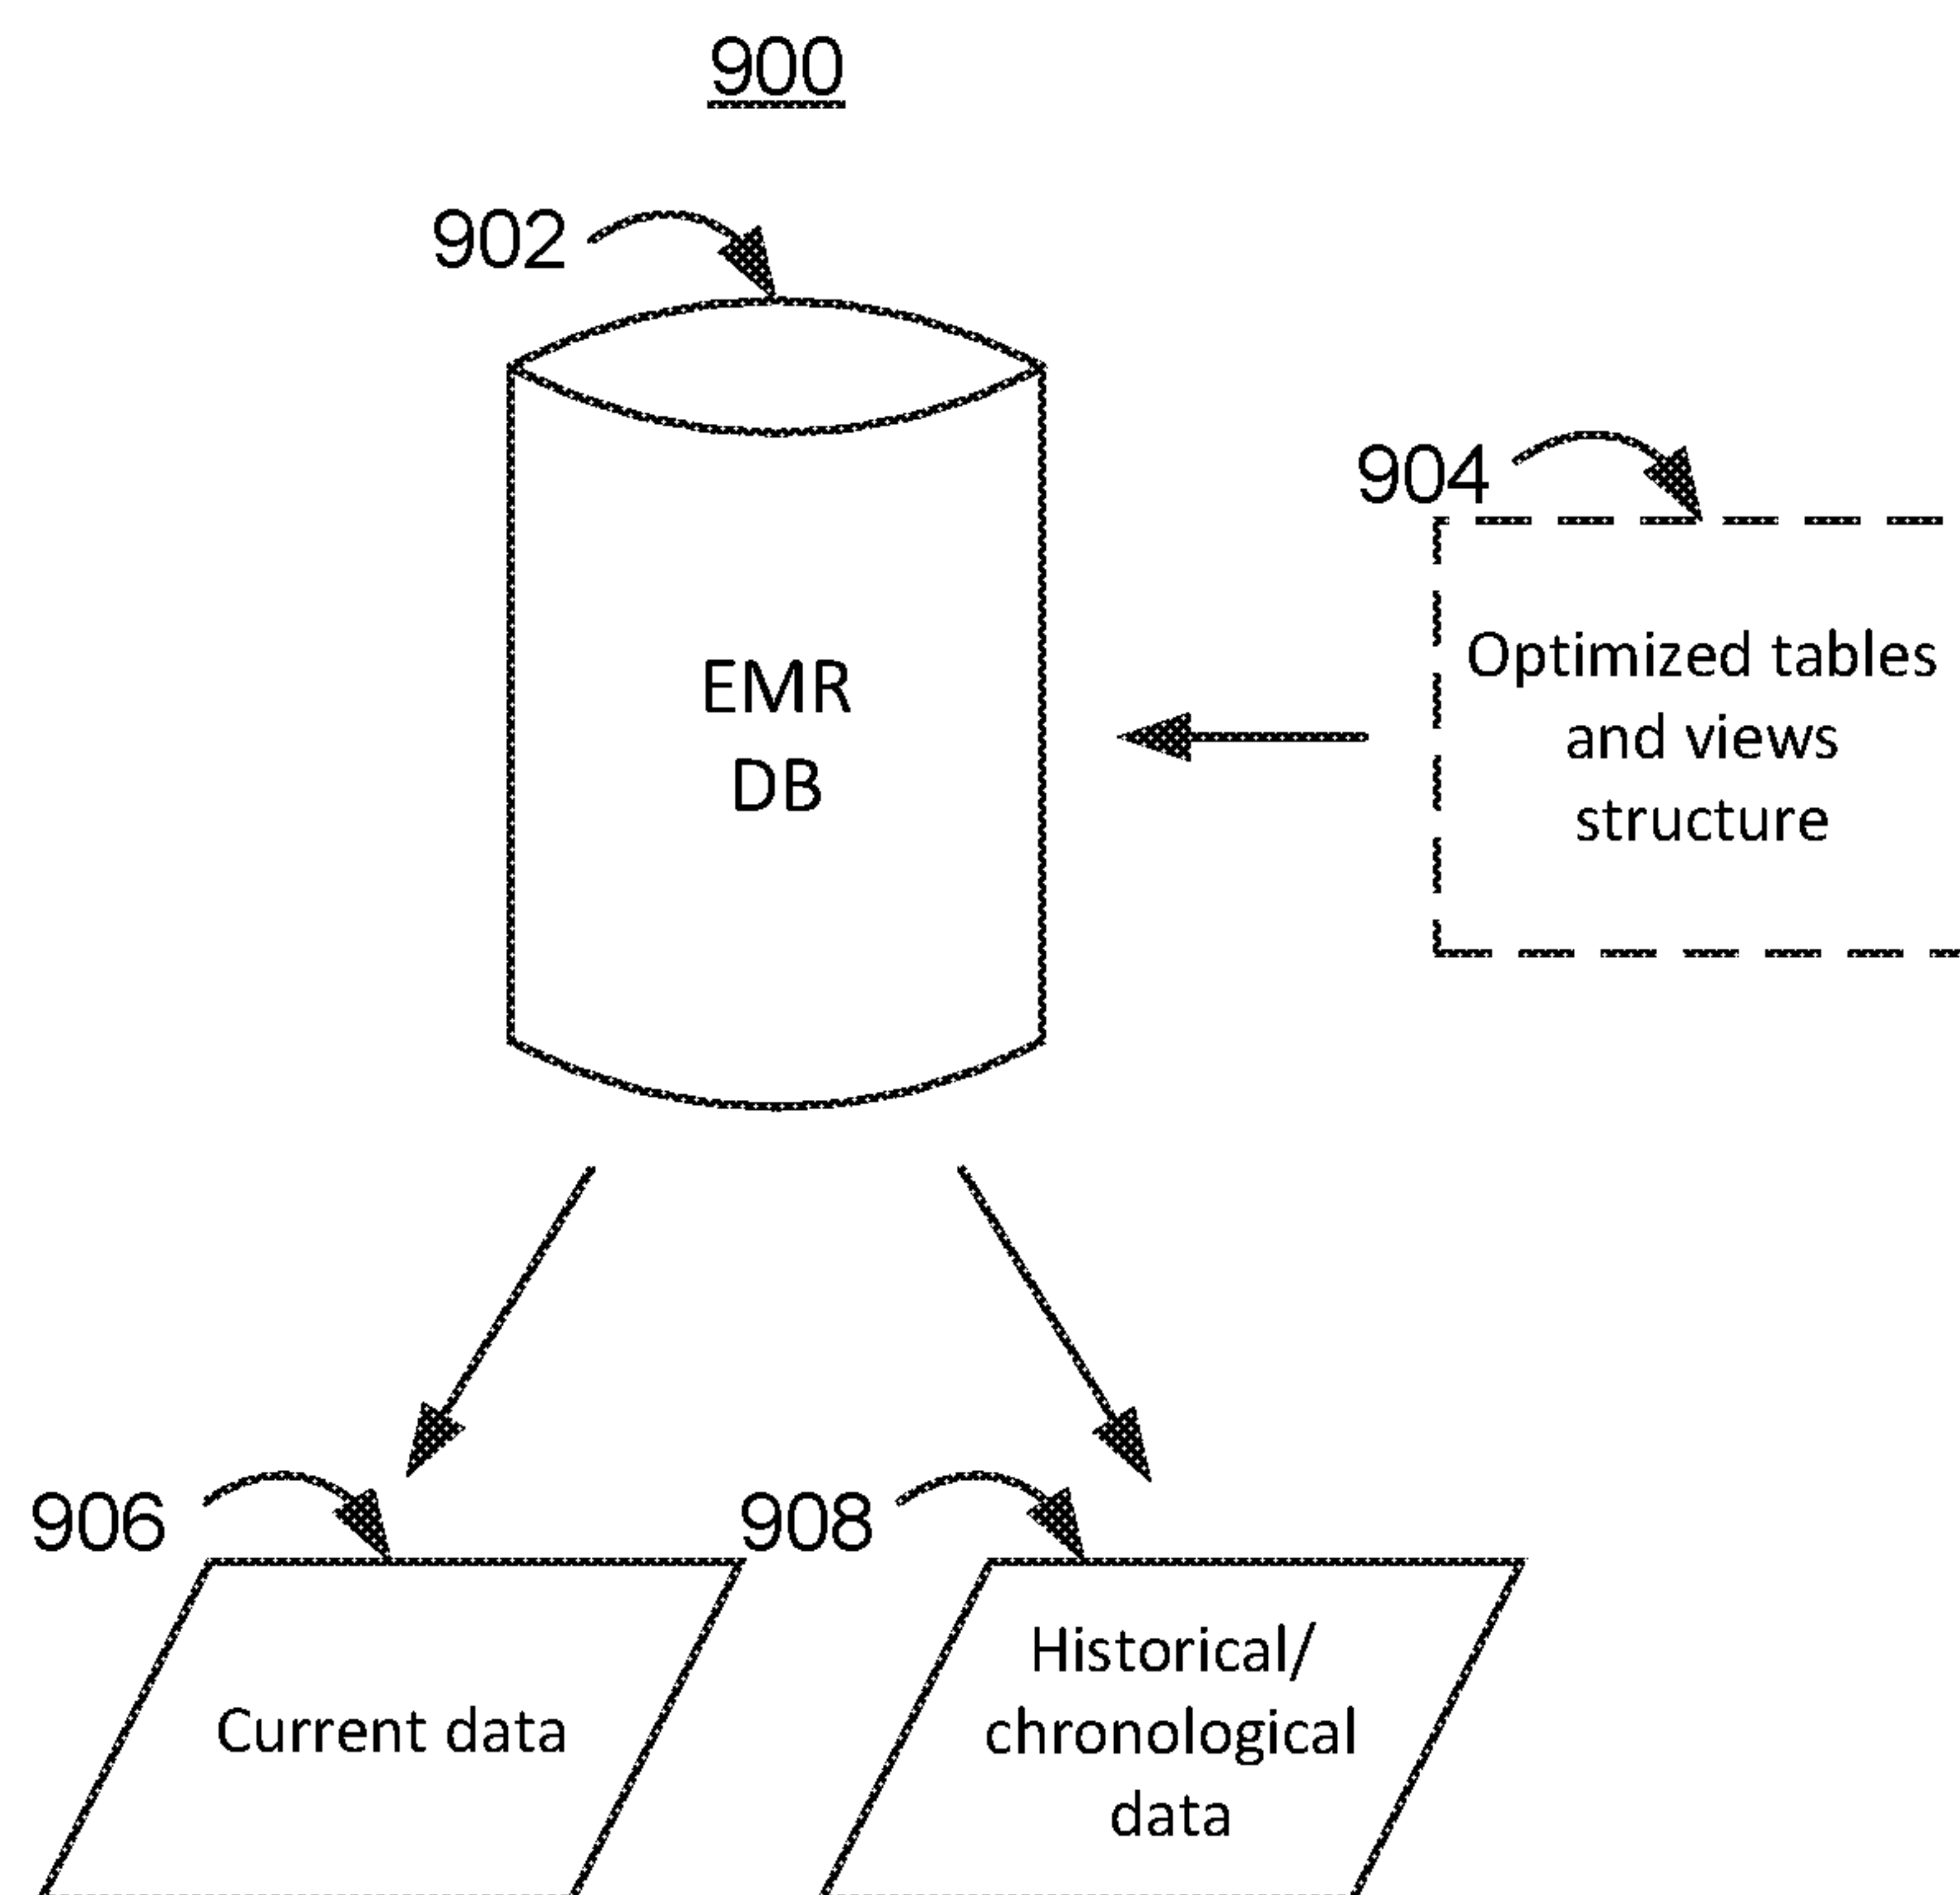 900
902
904
EMR
DB
Optimized tables
and views
structure
906
908
Current data
Historical/
chronological
data